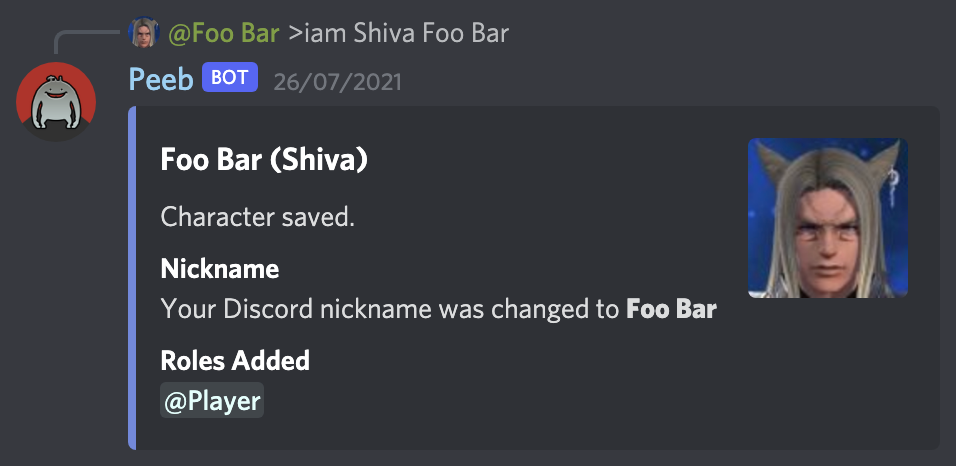 @Foo Bar >iam Shiva Foo Bar
Peeb BOT 26/07/2021
Foo Bar (Shiva)
Character saved.
Nickname
Your Discord nickname was changed to Foo Bar
Roles Added
@Player